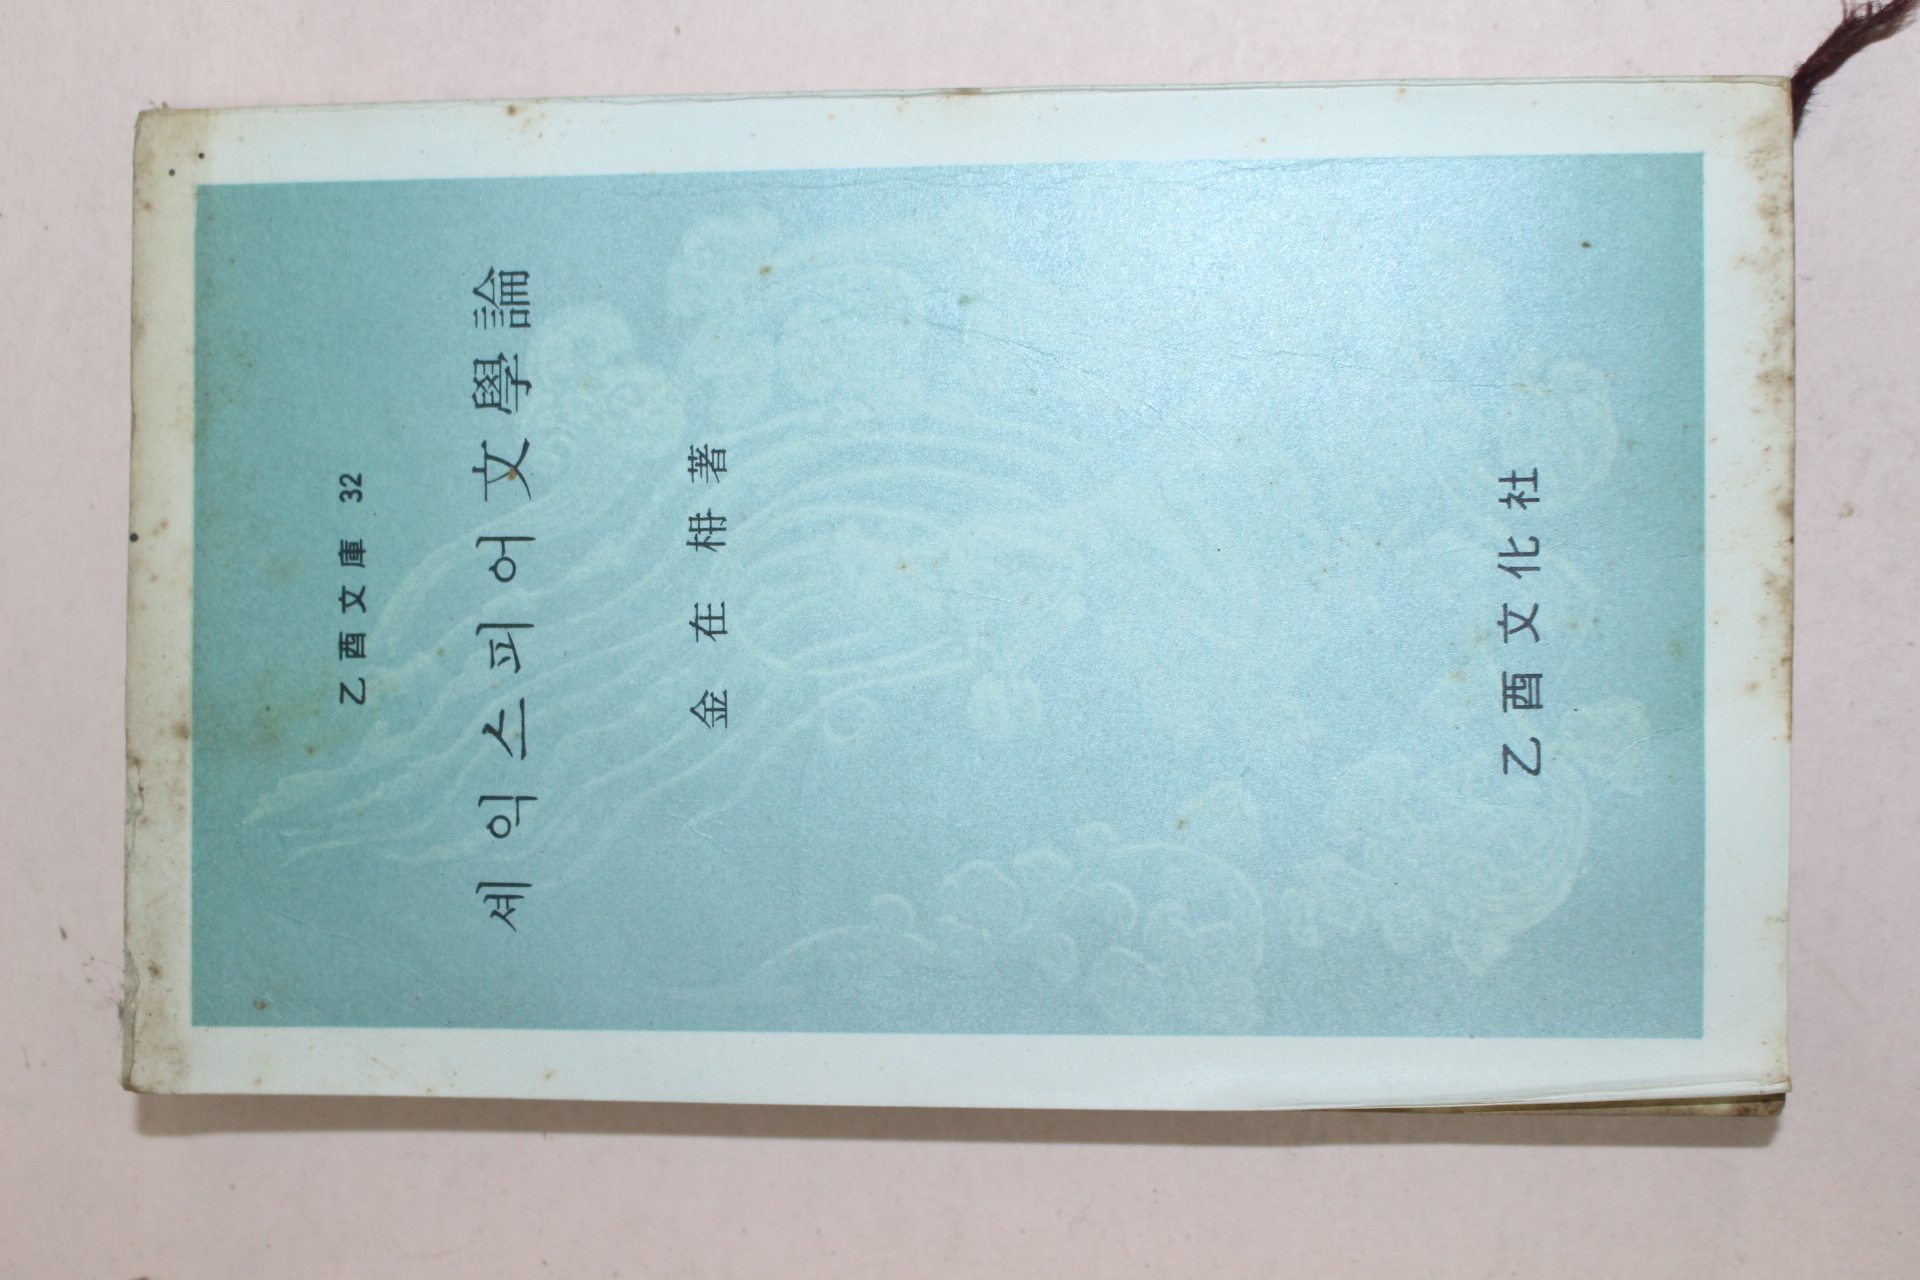 乙酉文庫 32
셰익스피어 文學論
金在枏 著
乙酉文化社